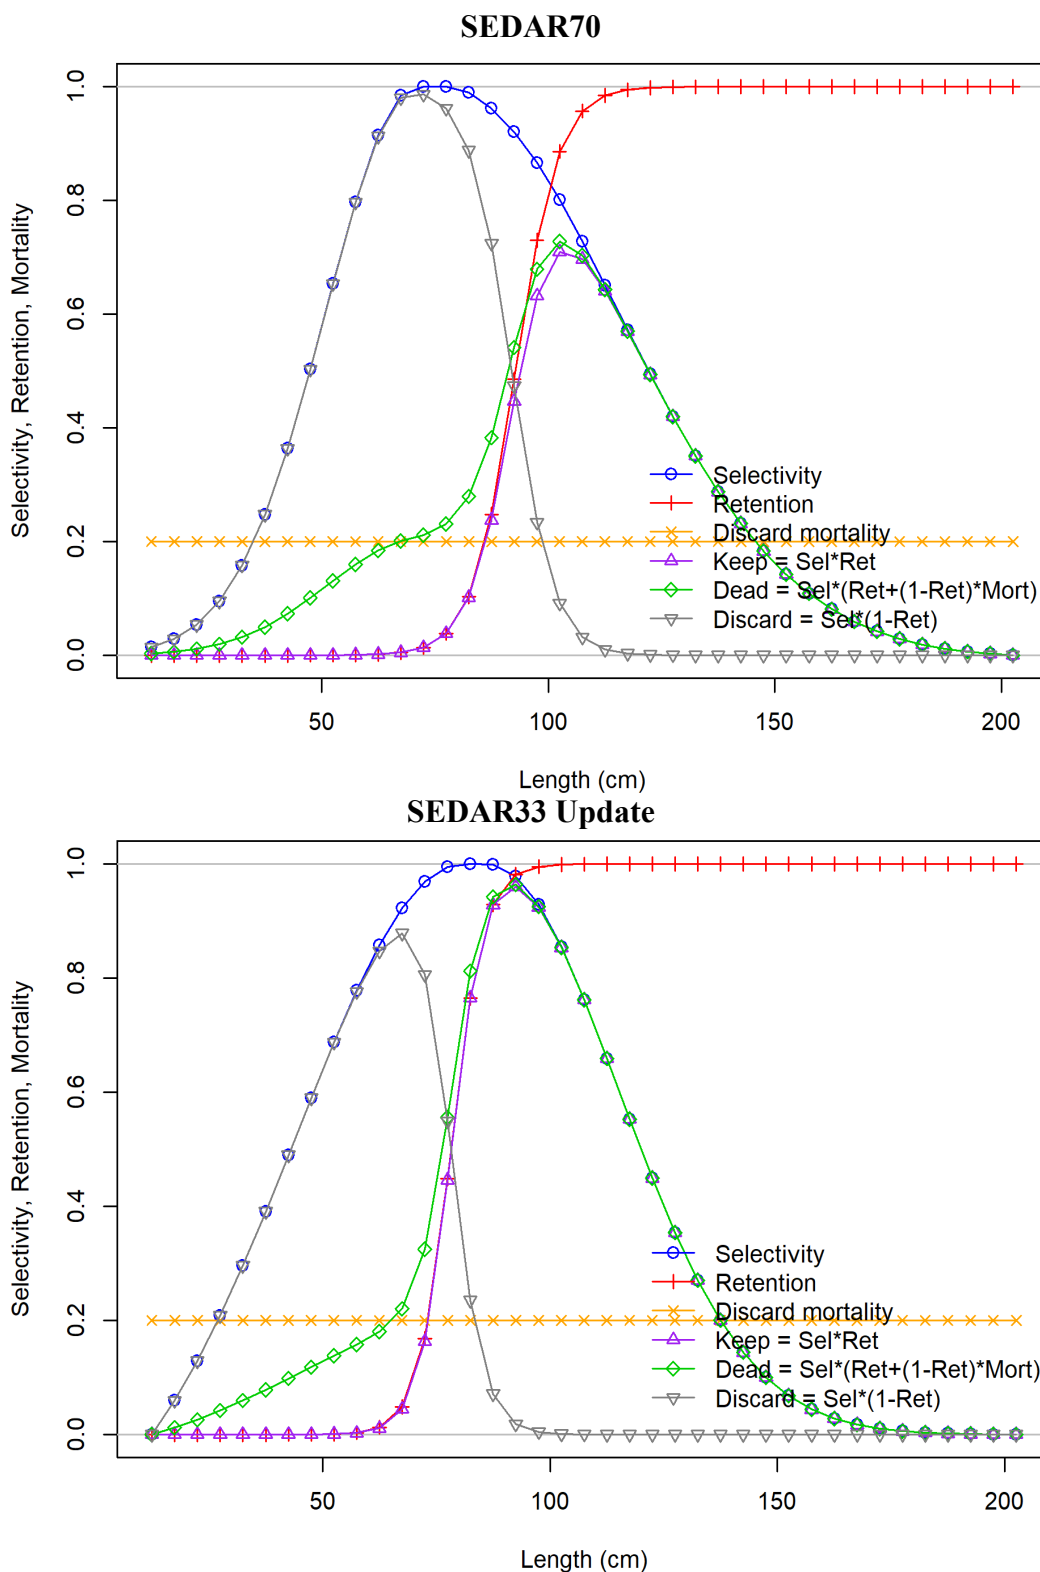 SEDAR70
1.0
0.8
0.6
0.4
0.2
0.0
Selectivity, Retention, Mortality
Selectivity
Retention
Discard mortality
Keep = Sel*Ret
Dead = Sel*(Ret+(1-Ret)*Mort)
Discard = Sel*(1-Ret)
50 100 150 200
Length (cm)
SEDAR33 Update
1.0
0.8
0.6
0.4
0.2
0.0
Selectivity, Retention, Mortality
Selectivity
Retention
Discard mortality
Keep = Sel*Ret
Dead = Sel*(Ret+(1-Ret)*Mort)
Discard = Sel*(1-Ret)
50 100 150 200
Length (cm)